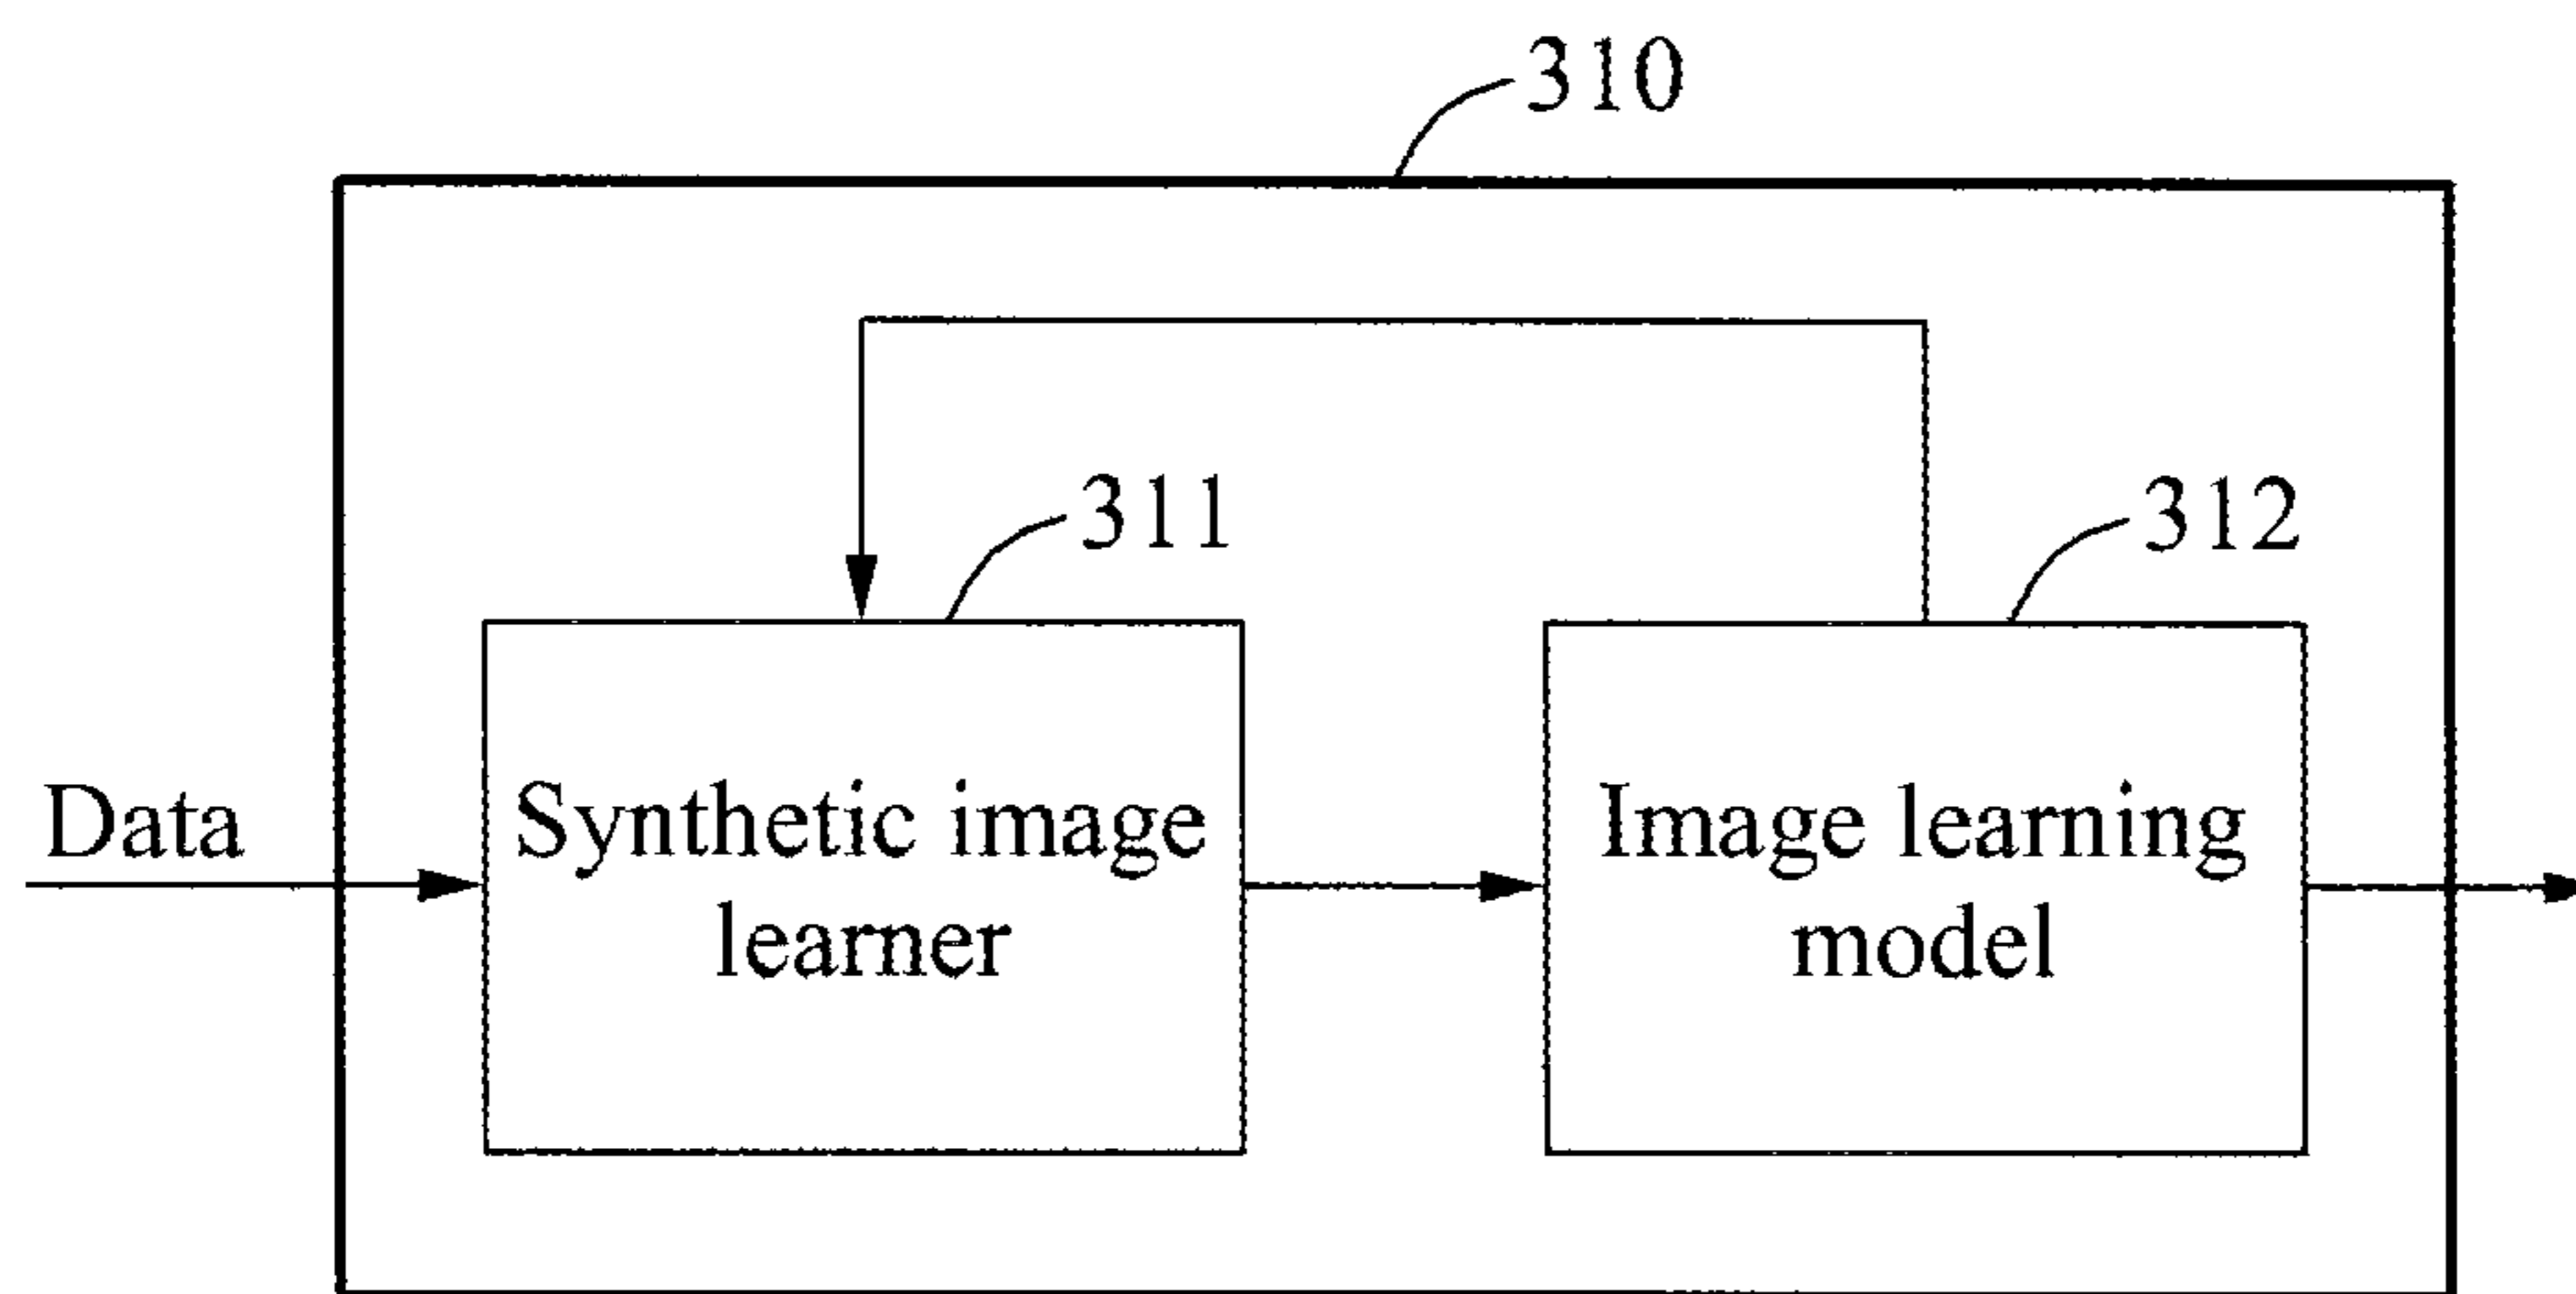 310
311
312
Data
Synthetic image
learner
Image learning
model